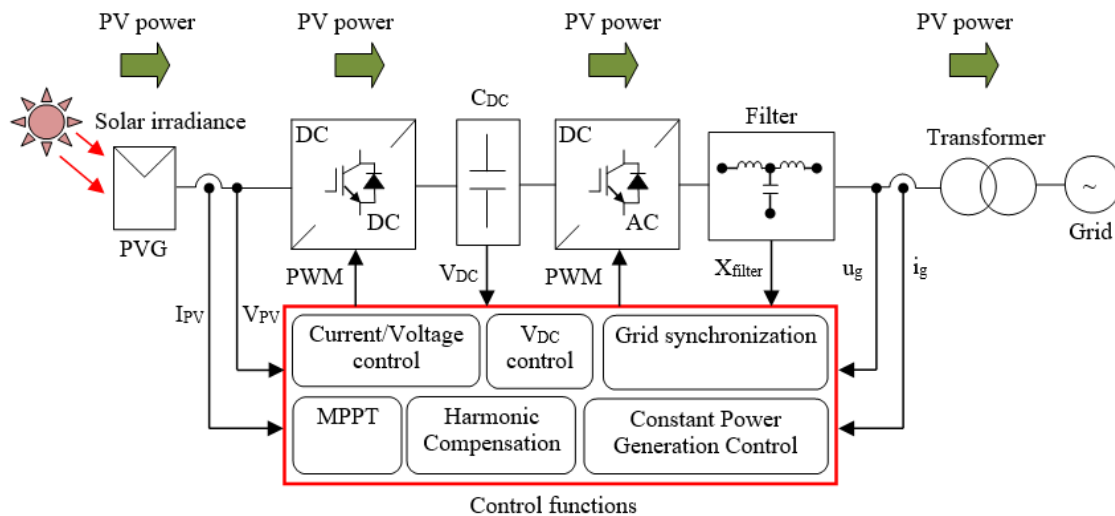 PV power
PV power
PV power
PV power
Solar irradiance
CDC
Filter
Transformer
DC
DC
DC
AC
PVG
Grid
~
PWM
VDC
PWM
Xfilter
ug
ig
IPV
VPV
Current/Voltage
control
VDC
control
Grid synchronization
MPPT
Harmonic
Compensation
Constant Power
Generation Control
Control functions